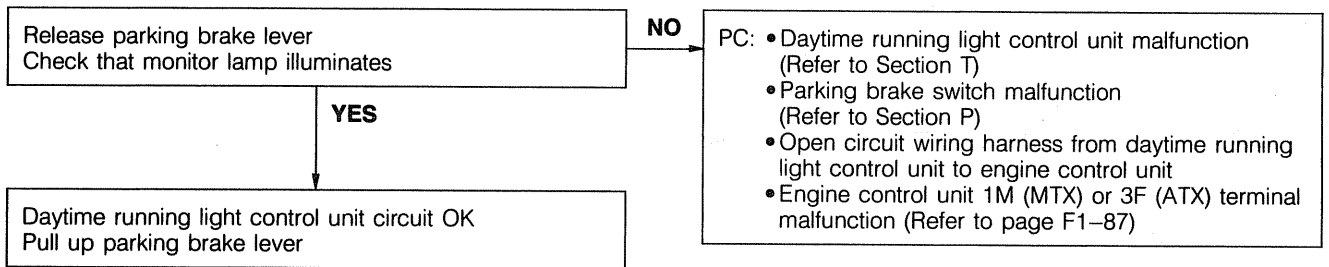 Release parking brake lever
Check that monitor lamp illuminates
NO
PC: • Daytime running light control unit malfunction
(Refer to Section T)
• Parking brake switch malfunction
(Refer to Section P)
• Open circuit wiring harness from daytime running
light control unit to engine control unit
• Engine control unit 1M (MTX) or 3F (ATX) terminal
malfunction (Refer to page F1–87)
YES
Daytime running light control unit circuit OK
Pull up parking brake lever